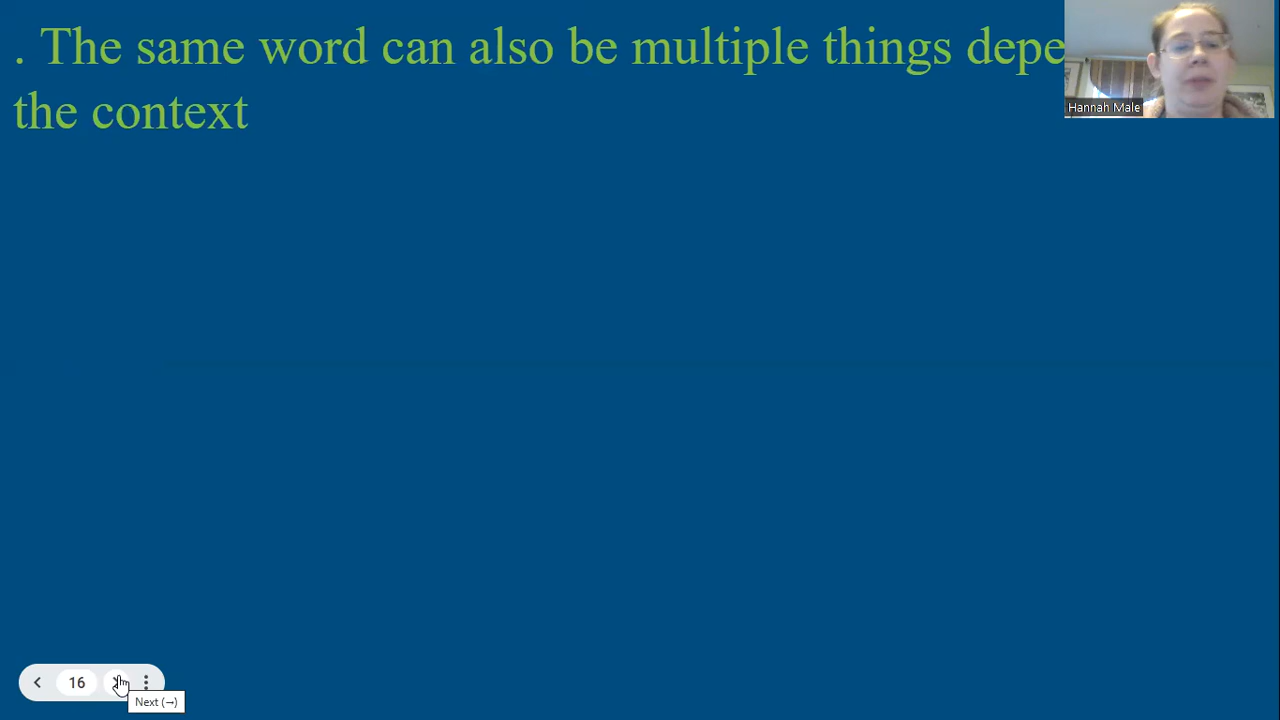 . The same word can also be multiple things depe
the context
Hannah Male
16
Next (→)